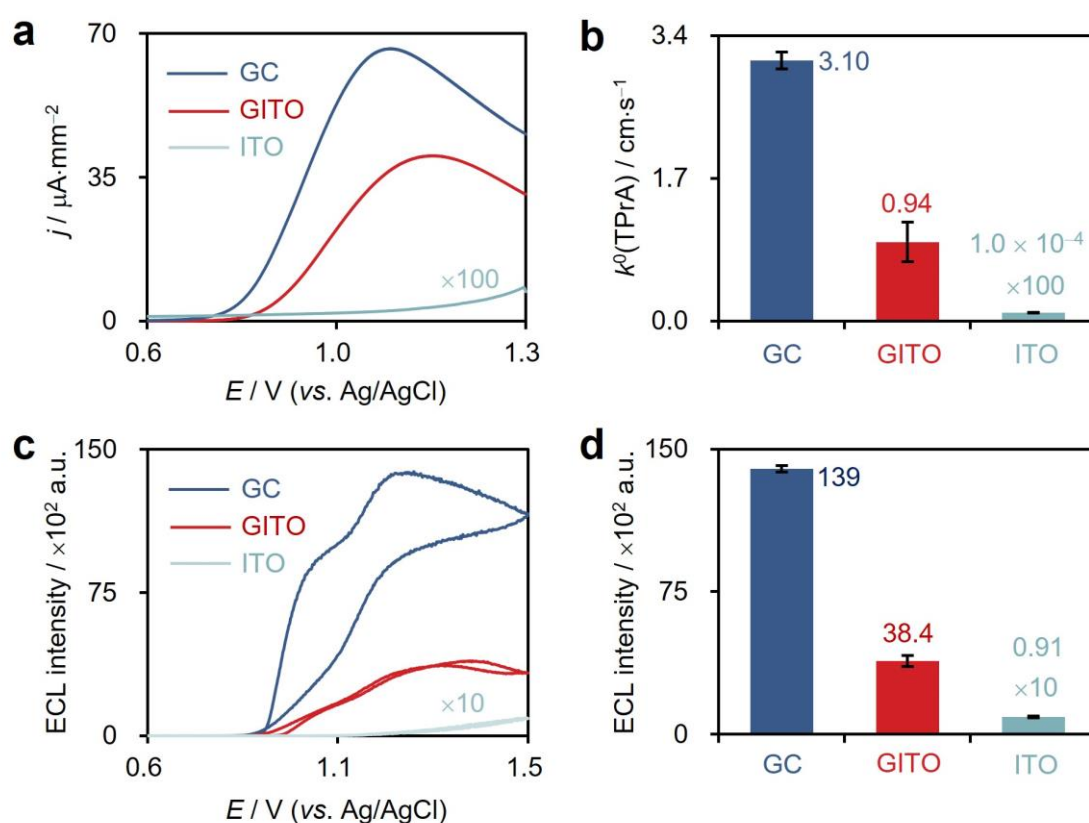 a
70
35
0
j / μA·mm⁻²
GC
GITO
ITO
×100
0.6
1.0
1.3
E / V (vs. Ag/AgCl)
b
3.4
1.7
0.0
k⁰(TPrA) / cm·s⁻¹
3.10
0.94
1.0 × 10⁻⁴
×100
GC
GITO
ITO
c
150
75
0
ECL intensity / ×10² a.u.
GC
GITO
ITO
×10
0.6
1.1
1.5
E / V (vs. Ag/AgCl)
d
150
75
0
ECL intensity / ×10² a.u.
139
38.4
0.91
×10
GC
GITO
ITO